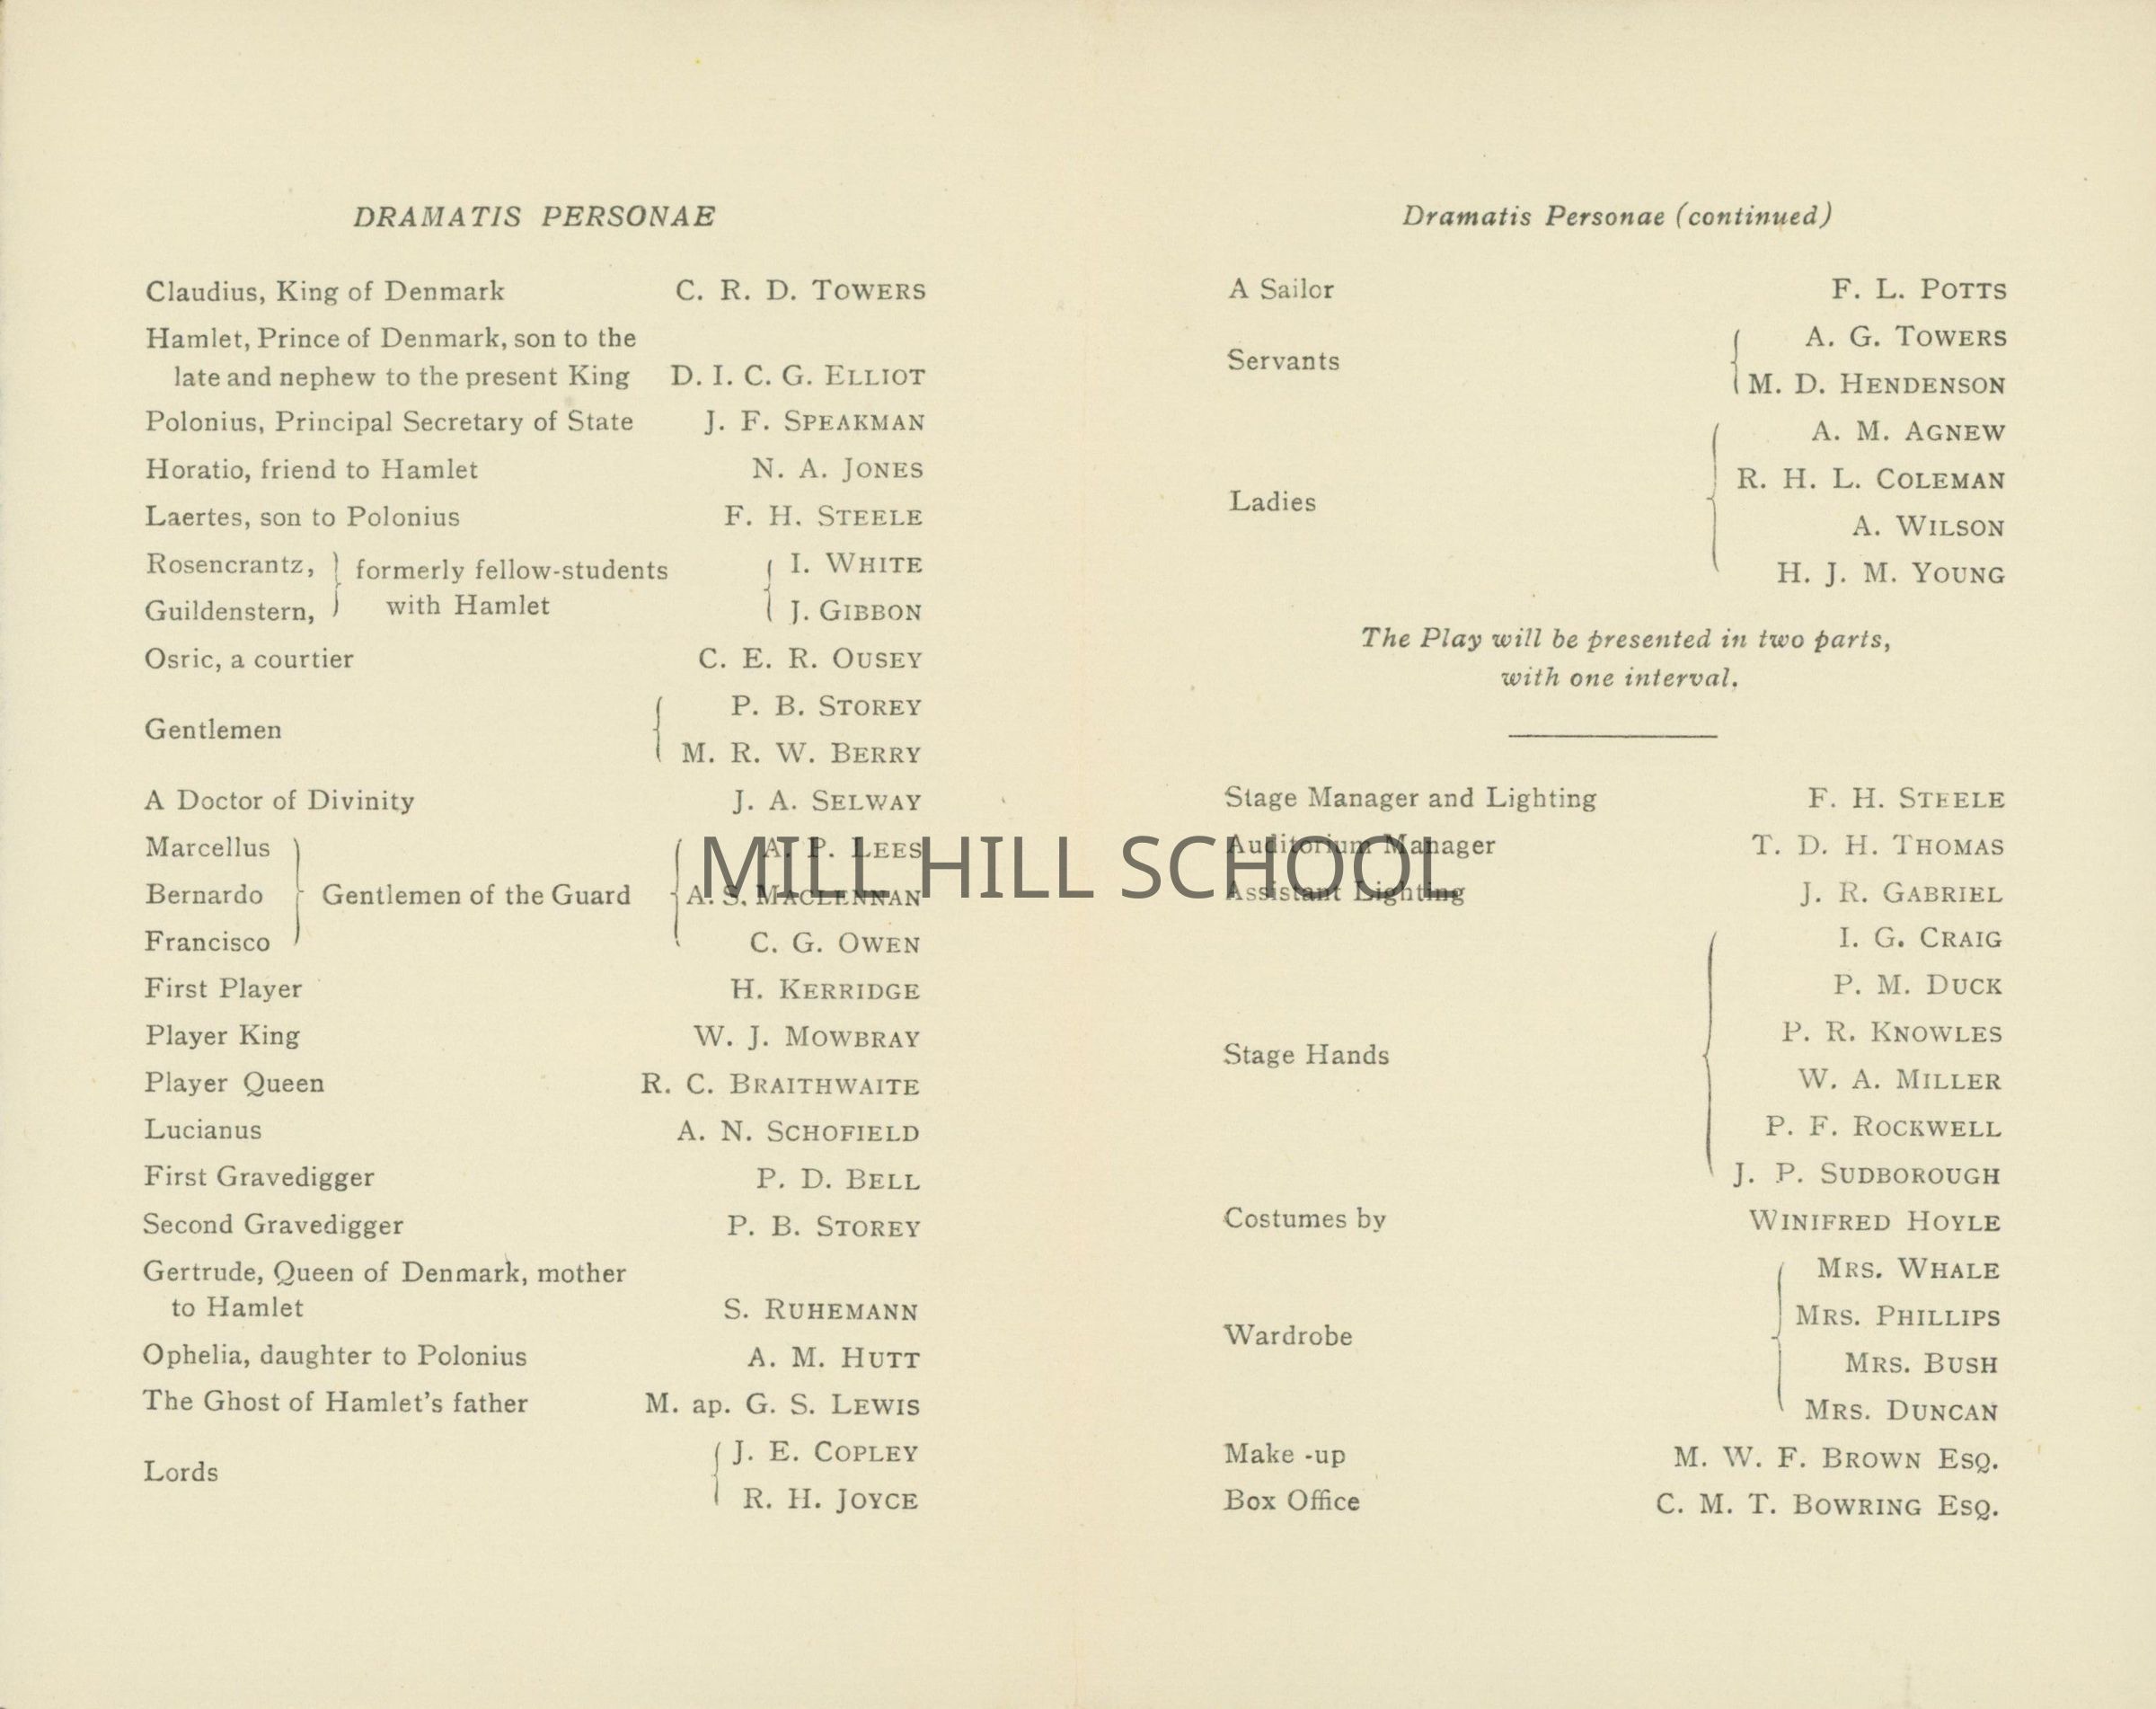 DRAMATIS PERSONAE
Claudius, King of Denmark C. R. D. TOWERS
Hamlet, Prince of Denmark, son to the
late and nephew to the present King D. I. C. G. ELLIOT
Polonius, Principal Secretary of State J. F. SPEAKMAN
Horatio, friend to Hamlet N. A. JONES
Laertes, son to Polonius F. H. STEELE
Rosencrantz, formerly fellow-students I. WHITE
Guildenstern, with Hamlet J. GIBBON
Osric, a courtier C. E. R. OUSEY
P. B. STOREY
Gentlemen
M. R. W. BERRY
A Doctor of Divinity J. A. SELWAY
Marcellus A. P. LEES
Bernardo Gentlemen of the Guard A. S. MACLENNAN
Francisco C. G. OWEN
First Player H. KERRIDGE
Player King W. J. MOWBRAY
Player Queen R. C. BRAITHWAITE
Lucianus A. N. SCHOFIELD
First Gravedigger P. D. BELL
Second Gravedigger P. B. STOREY
Gertrude, Queen of Denmark, mother
to Hamlet S. RUHEMANN
Ophelia, daughter to Polonius A. M. HUTT
The Ghost of Hamlet's father M. ap. G. S. LEWIS
J. E. COPLEY
Lords
R. H. JOYCE
Dramatis Personae (continued)
A Sailor F. L. POTTS
A. G. TOWERS
Servants
M. D. HENDENSON
A. M. AGNEW
R. H. L. COLEMAN
Ladies
A. WILSON
H. J. M. YOUNG
The Play will be presented in two parts,
with one interval.
Stage Manager and Lighting F. H. STEELE
Auditorium Manager T. D. H. THOMAS
Assistant Lighting J. R. GABRIEL
I. G. CRAIG
P. M. DUCK
P. R. KNOWLES
Stage Hands
W. A. MILLER
P. F. ROCKWELL
J. P. SUDBOROUGH
Costumes by WINIFRED HOYLE
MRS. WHALE
MRS. PHILLIPS
Wardrobe
MRS. BUSH
MRS. DUNCAN
Make -up M. W. F. BROWN ESQ.
Box Office C. M. T. BOWRING ESQ.
MILL HILL SCHOOL